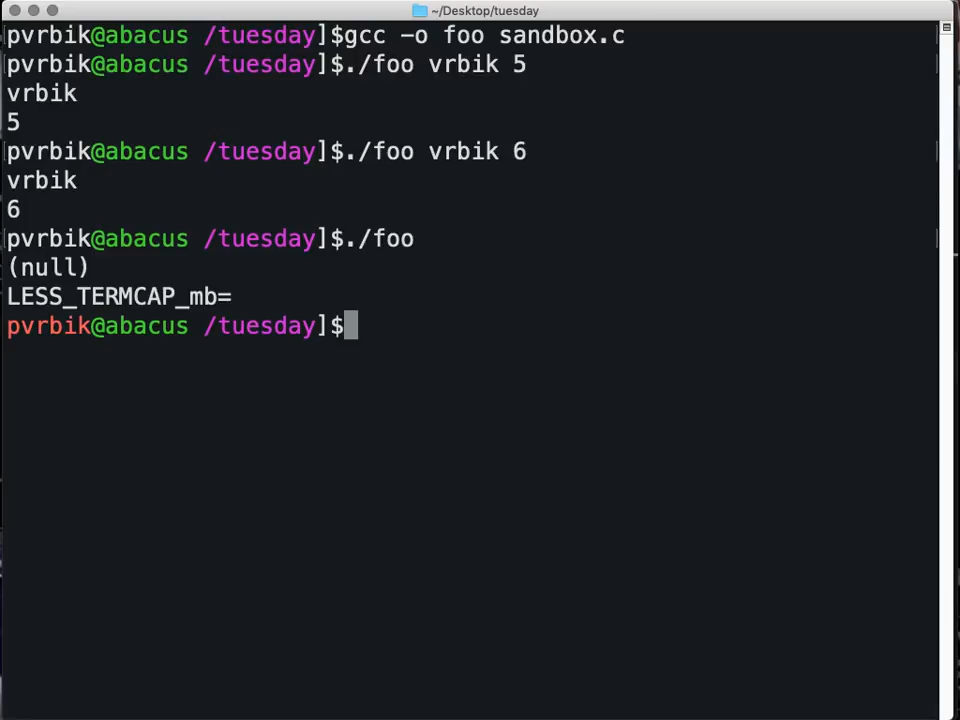 ~/Desktop/tuesday
pvrbik@abacus /tuesday]$gcc -o foo sandbox.c
pvrbik@abacus /tuesday]$./foo vrbik 5
vrbik
5
pvrbik@abacus /tuesday]$./foo vrbik 6
vrbik
6
pvrbik@abacus /tuesday]$./foo
(null)
LESS_TERMCAP_mb=
pvrbik@abacus /tuesday]$